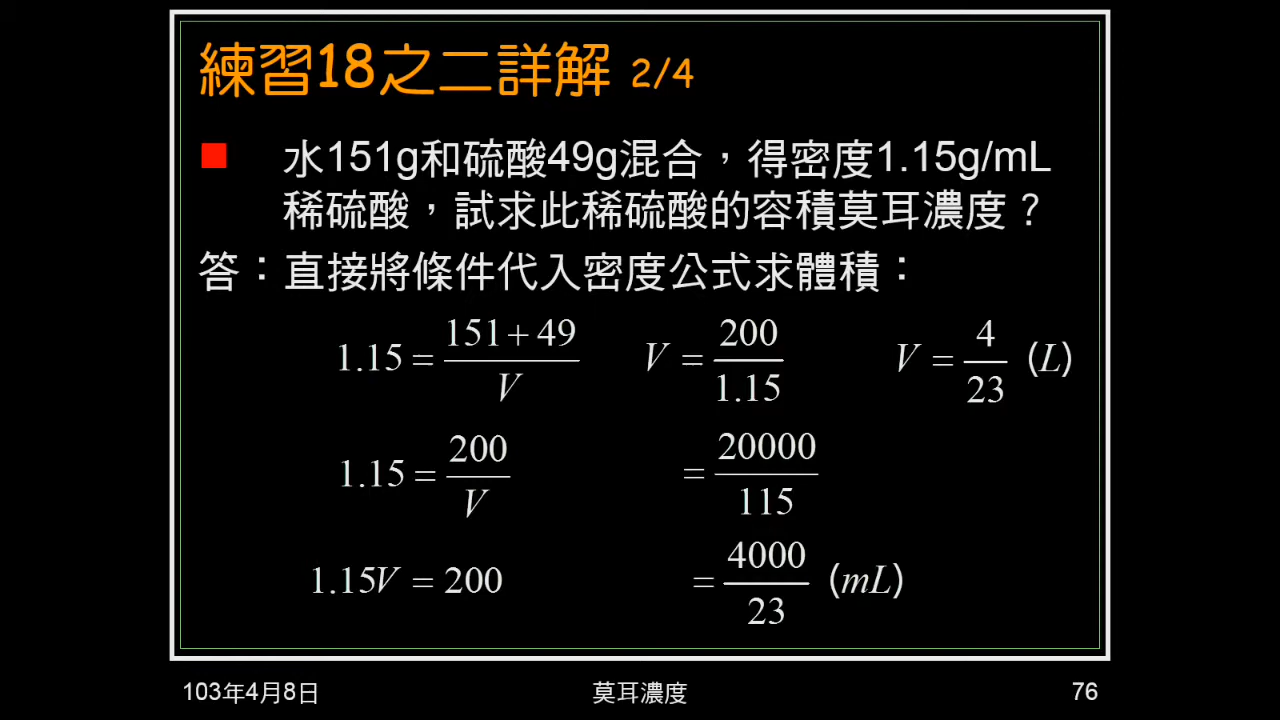 練習18之二詳解 2/4
水151g和硫酸49g混合，得密度1.15g/mL
稀硫酸，試求此稀硫酸的容積莫耳濃度？
答：直接將條件代入密度公式求體積：
1.15 = (151 + 49)/V
V = 200/1.15
V = 4/23 (L)
1.15 = 200/V
= 20000/115
1.15V = 200
= 4000/23 (mL)
103年4月8日
莫耳濃度
76